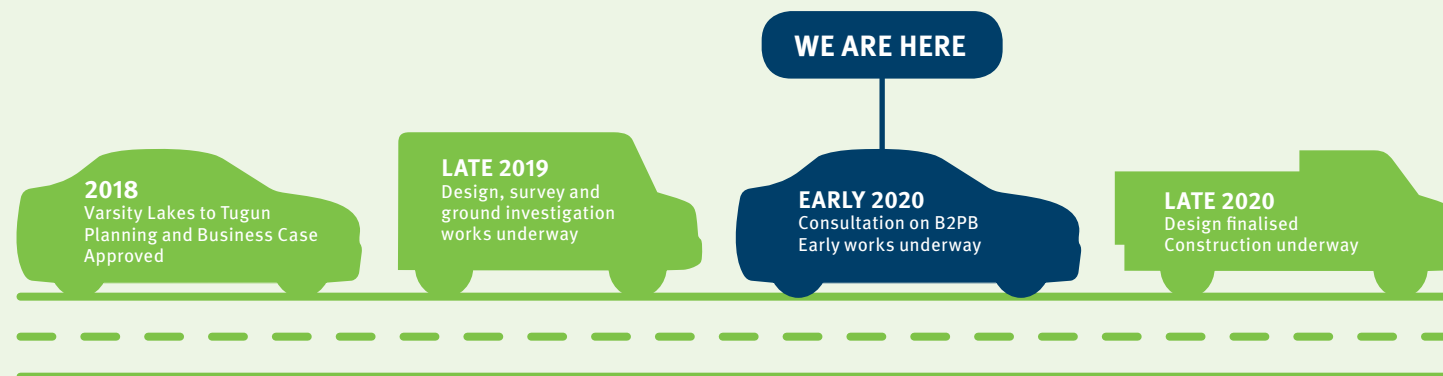 WE ARE HERE
2018
Varsity Lakes to Tugun
Planning and Business Case
Approved
LATE 2019
Design, survey and
ground investigation
works underway
EARLY 2020
Consultation on B2PB
Early works underway
LATE 2020
Design finalised
Construction underway